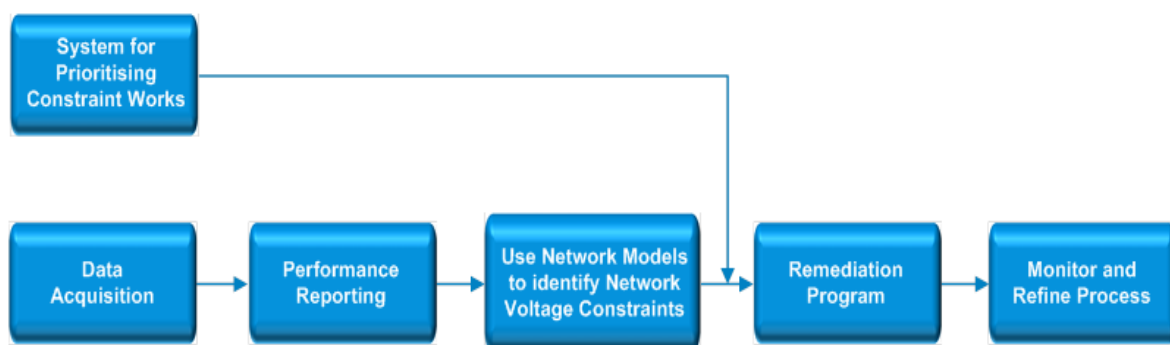 System for
Prioritising
Constraint Works
Data
Acquisition
Performance
Reporting
Use Network Models
to identify Network
Voltage Constraints
Remediation
Program
Monitor and
Refine Process